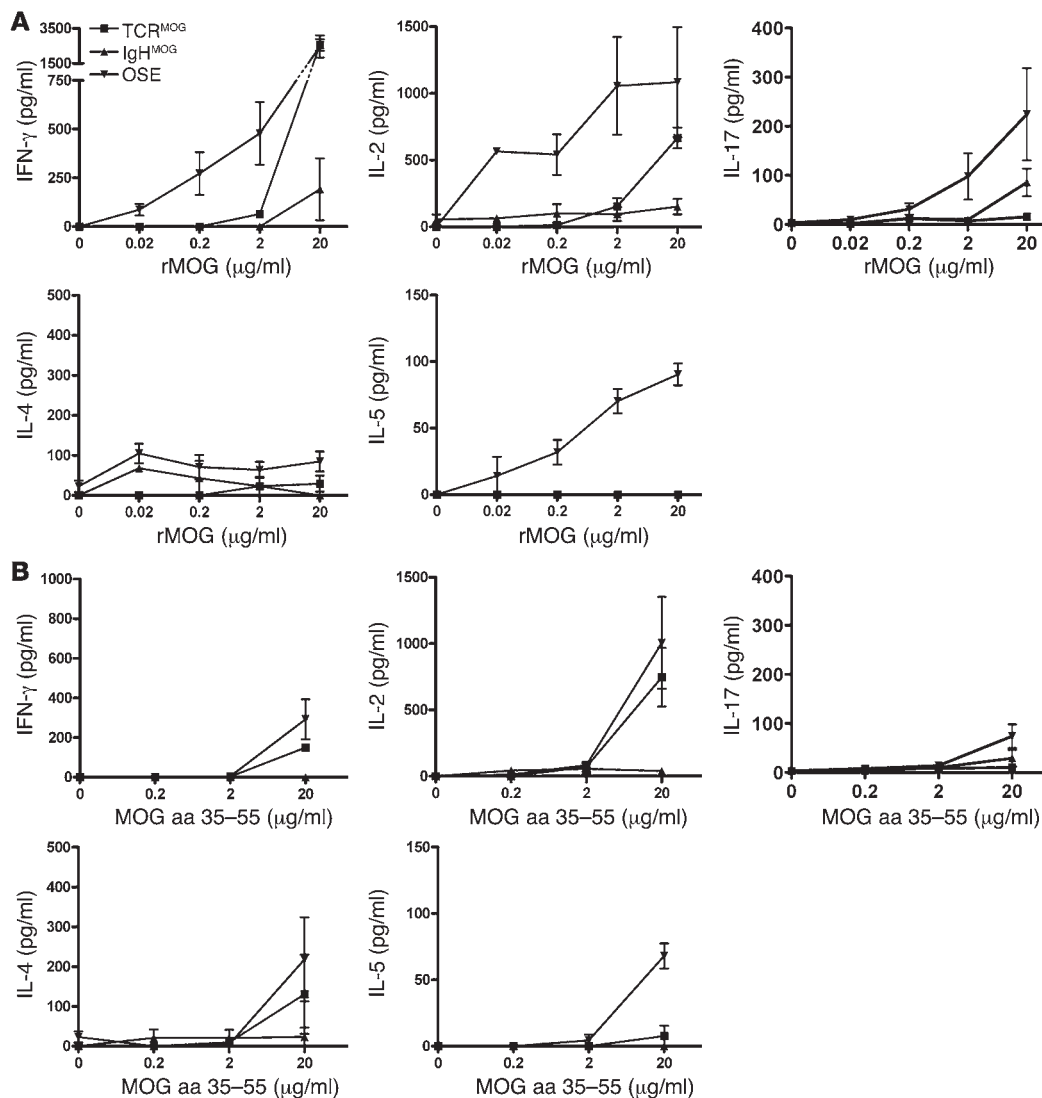 A
TCR^MOG
IgH^MOG
OSE
3500
2500
1500
750
500
250
0
IFN-γ (pg/ml)
0 0.02 0.2 2 20
rMOG (μg/ml)
1500
1000
500
0
IL-2 (pg/ml)
0 0.02 0.2 2 20
rMOG (μg/ml)
400
300
200
100
0
IL-17 (pg/ml)
0 0.02 0.2 2 20
rMOG (μg/ml)
500
400
300
200
100
0
IL-4 (pg/ml)
0 0.02 0.2 2 20
rMOG (μg/ml)
150
100
50
0
IL-5 (pg/ml)
0 0.02 0.2 2 20
rMOG (μg/ml)
B
1000
800
600
400
200
0
IFN-γ (pg/ml)
0 0.2 2 20
MOG aa 35–55 (μg/ml)
1500
1000
500
0
IL-2 (pg/ml)
0 0.2 2 20
MOG aa 35–55 (μg/ml)
400
300
200
100
0
IL-17 (pg/ml)
0 0.2 2 20
MOG aa 35–55 (μg/ml)
500
400
300
200
100
0
IL-4 (pg/ml)
0 0.2 2 20
MOG aa 35–55 (μg/ml)
150
100
50
0
IL-5 (pg/ml)
0 0.2 2 20
MOG aa 35–55 (μg/ml)